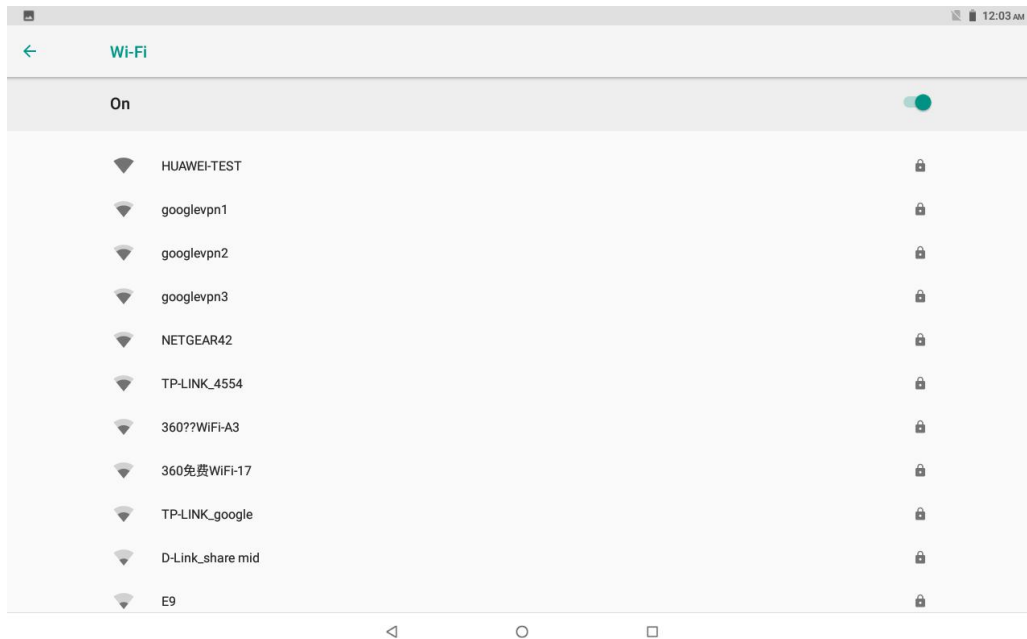 12:03 AM
Wi-Fi
On
HUAWEI-TEST
googlevpn1
googlevpn2
googlevpn3
NETGEAR42
TP-LINK_4554
360??WiFi-A3
360免费WiFi-17
TP-LINK_google
D-Link_share mid
E9